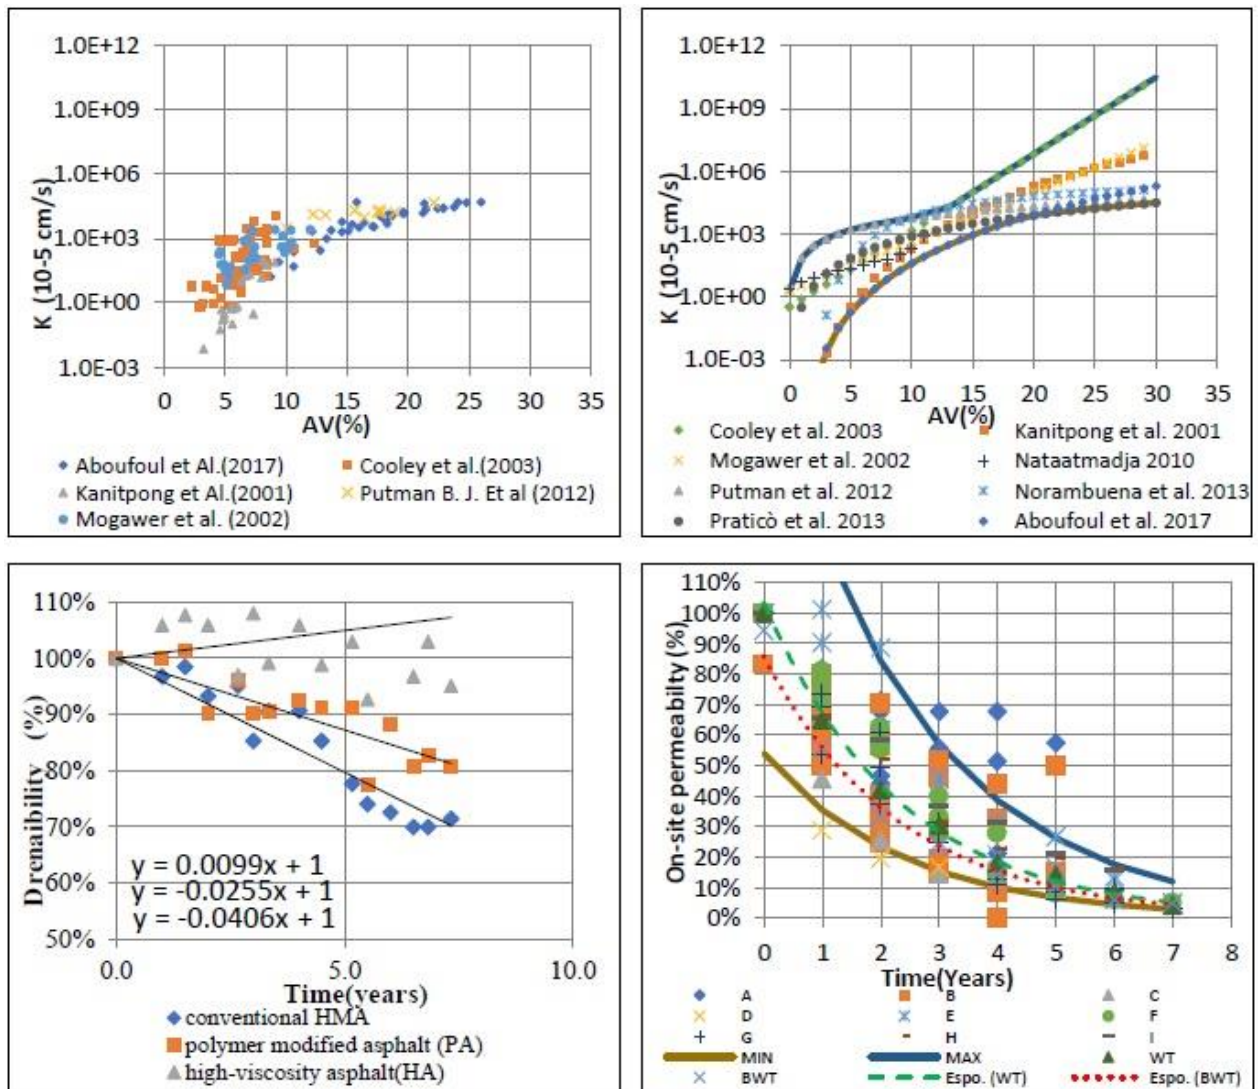 1.0E+12
1.0E+09
1.0E+06
1.0E+03
1.0E+00
1.0E-03
K (10-5 cm/s)
0 5 10 15 20 25 30 35
AV(%)
Aboufoul et Al.(2017)
Cooley et al.(2003)
Kanitpong et Al.(2001)
Putman B. J. Et al (2012)
Mogawer et al. (2002)
1.0E+12
1.0E+09
1.0E+06
1.0E+03
1.0E+00
1.0E-03
K (10-5 cm/s)
0 5 10 15 20 25 30 35
AV(%)
Cooley et al. 2003
Kanitpong et al. 2001
Mogawer et al. 2002
Nataatmadja 2010
Putman et al. 2012
Norambuena et al. 2013
Praticò et al. 2013
Aboufoul et al. 2017
110%
100%
90%
80%
70%
60%
50%
Drenaibility (%)
y = 0.0099x + 1
y = -0.0255x + 1
y = -0.0406x + 1
0.0 5.0 10.0
Time(years)
conventional HMA
polymer modified asphalt (PA)
high-viscosity asphalt(HA)
110%
100%
90%
80%
70%
60%
50%
40%
30%
20%
10%
0%
On-site permeabilty (%)
0 1 2 3 4 5 6 7 8
Time(Years)
A B C
D E F
G H I
MIN MAX WT
BWT Espo. (WT) Espo. (BWT)